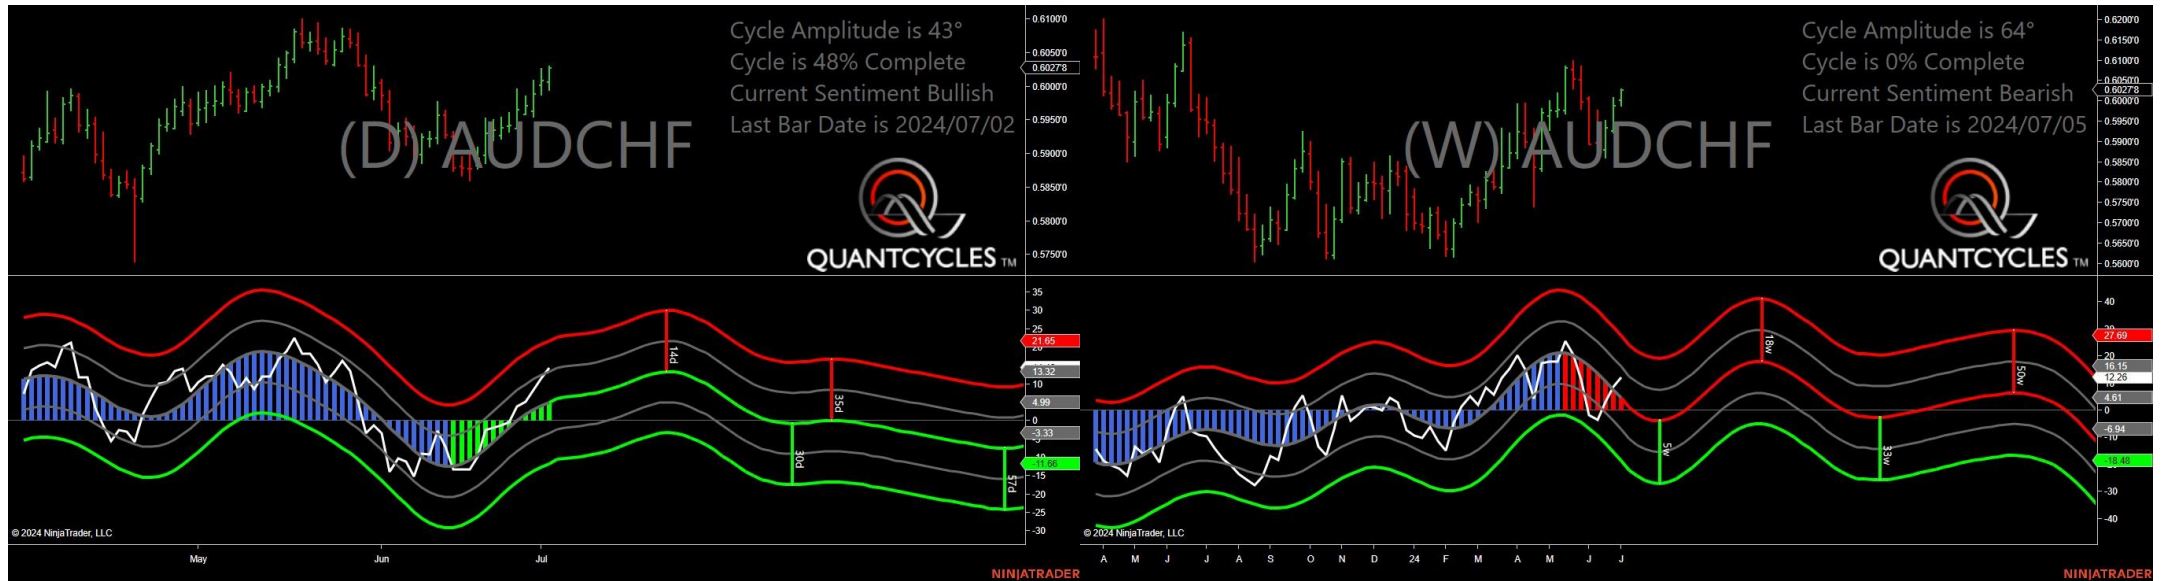 Cycle Amplitude is 43°
Cycle is 48% Complete
Current Sentiment Bullish
Last Bar Date is 2024/07/02
(D) AUDCHF
QUANTCYCLES TM
0.6100'0
0.6050'0
0.6027'8
0.6000'0
0.5950'0
0.5900'0
0.5850'0
0.5800'0
0.5750'0
35
30
25
21.65
13.32
10
4.99
0
-3.33
-11.66
-15
-20
-25
-30
14d
35d
30d
57d
© 2024 NinjaTrader, LLC
May
Jun
Jul
NINJATRADER
Cycle Amplitude is 64°
Cycle is 0% Complete
Current Sentiment Bearish
Last Bar Date is 2024/07/05
(W) AUDCHF
QUANTCYCLES TM
0.6200'0
0.6150'0
0.6100'0
0.6050'0
0.6027'8
0.6000'0
0.5950'0
0.5900'0
0.5850'0
0.5800'0
0.5750'0
0.5700'0
0.5650'0
0.5600'0
40
27.69
20
16.15
12.26
4.61
0
-6.94
-10
-18.48
-30
-40
18w
50w
5w
33w
© 2024 NinjaTrader, LLC
A M J J A S O N D 24 F M A M J J
NINJATRADER